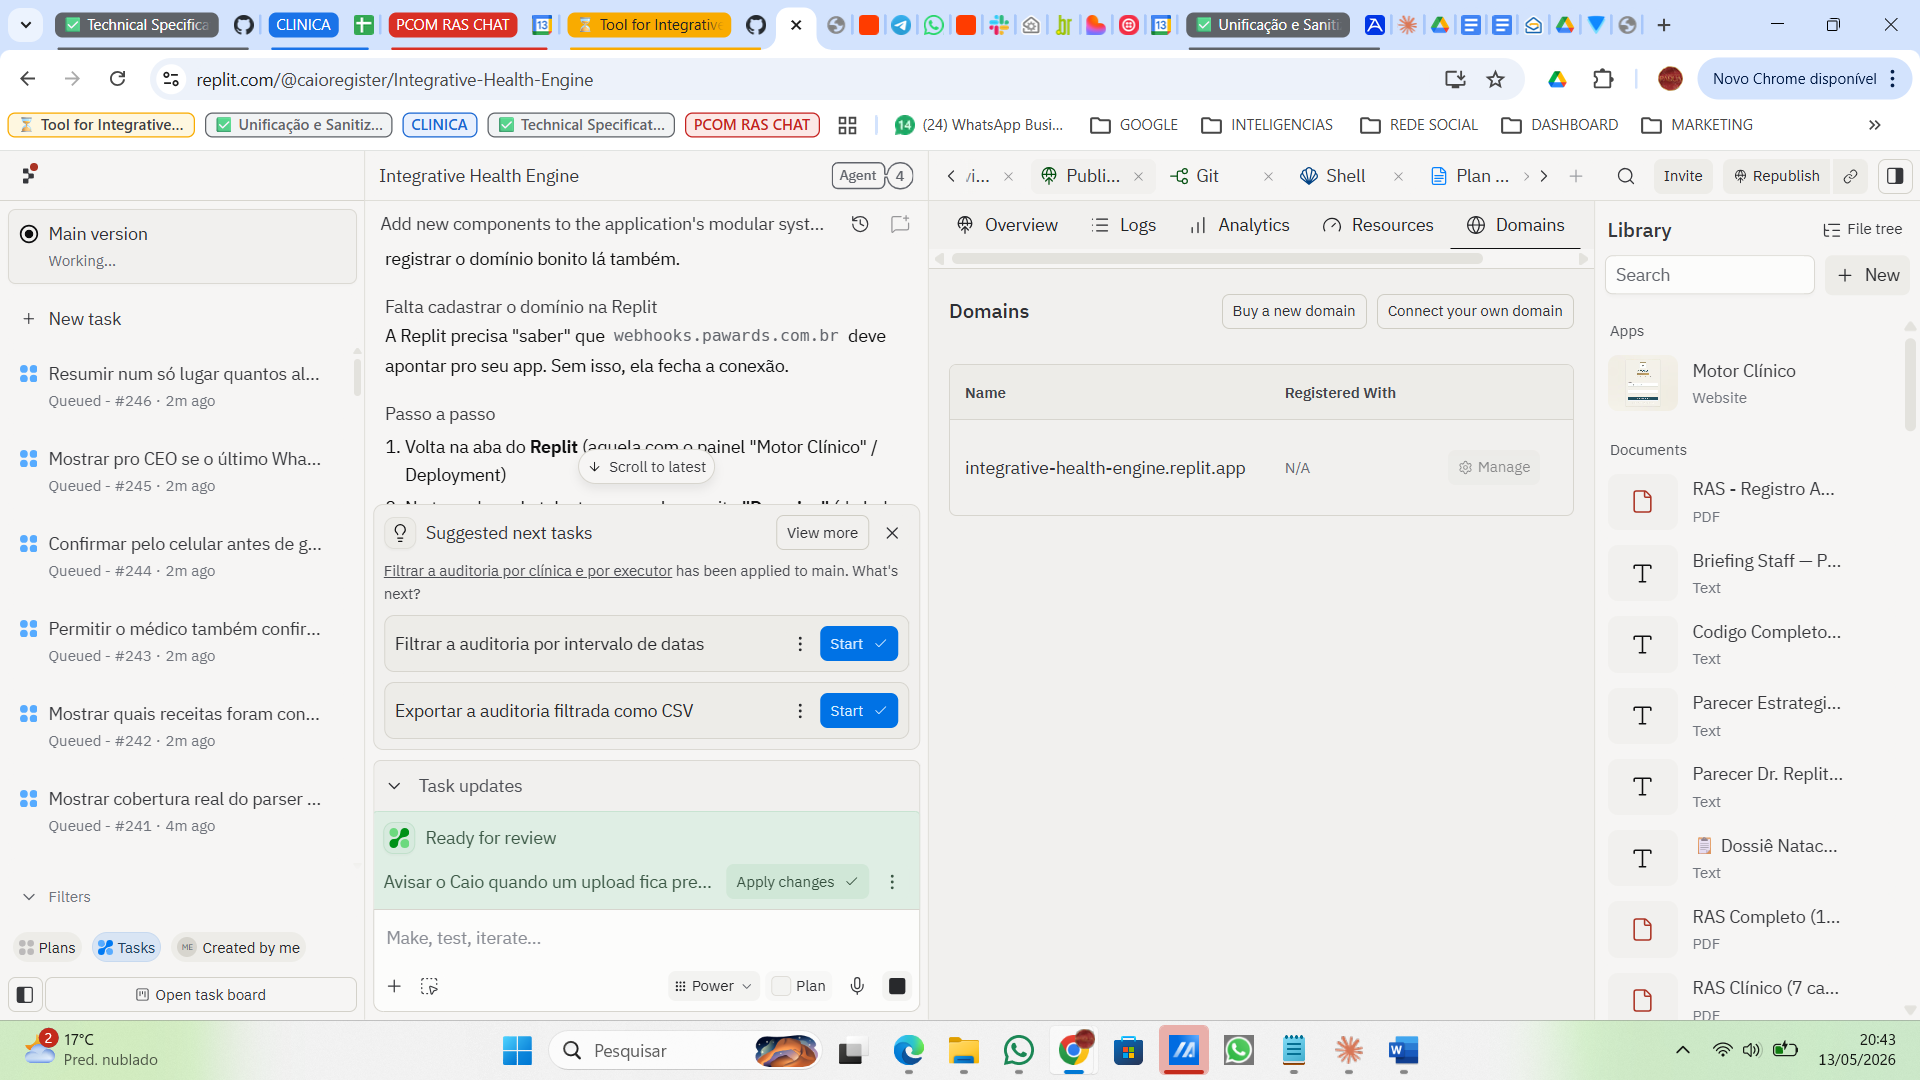 Technical Specifica
CLINICA
PCOM RAS CHAT
13
Tool for Integrative
13
Unificação e Saniti
replit.com/@caioregister/Integrative-Health-Engine
Novo Chrome disponível
Tool for Integrative...
Unificação e Sanitiz...
CLINICA
Technical Specificat...
PCOM RAS CHAT
14
(24) WhatsApp Busi...
GOOGLE
INTELIGENCIAS
REDE SOCIAL
DASHBOARD
MARKETING
Main version
Working...
New task
Resumir num só lugar quantos al...
Queued - #246 · 2m ago
Mostrar pro CEO se o último Wha...
Queued - #245 · 2m ago
Confirmar pelo celular antes de g...
Queued - #244 · 2m ago
Permitir o médico também confir...
Queued - #243 · 2m ago
Mostrar quais receitas foram con...
Queued - #242 · 2m ago
Mostrar cobertura real do parser ...
Queued - #241 · 4m ago
Filters
Plans
Tasks
ME Created by me
Open task board
Integrative Health Engine
Agent 4
Add new components to the application's modular syst...
registrar o domínio bonito lá também.
Falta cadastrar o domínio na Replit
A Replit precisa "saber" que webhooks.pawards.com.br deve
apontar pro seu app. Sem isso, ela fecha a conexão.
Passo a passo
1. Volta na aba do Replit (aquela com o painel "Motor Clínico" /
Deployment)
Scroll to latest
Suggested next tasks
View more
Filtrar a auditoria por clínica e por executor has been applied to main. What's
next?
Filtrar a auditoria por intervalo de datas
Start
Exportar a auditoria filtrada como CSV
Start
Task updates
Ready for review
Avisar o Caio quando um upload fica pre...
Apply changes
Make, test, iterate...
Power
Plan
Publi...
Git
Shell
Plan ...
Invite
Republish
Overview
Logs
Analytics
Resources
Domains
Domains
Buy a new domain
Connect your own domain
Name
Registered With
integrative-health-engine.replit.app
N/A
Manage
Library
File tree
Search
New
Apps
Motor Clínico
Website
Documents
RAS - Registro A...
PDF
Briefing Staff — P...
Text
Codigo Completo...
Text
Parecer Estrategi...
Text
Parecer Dr. Replit...
Text
Dossiê Natac...
Text
RAS Completo (1...
PDF
RAS Clínico (7 ca...
PDF
2
17°C
Pred. nublado
Pesquisar
20:43
13/05/2026